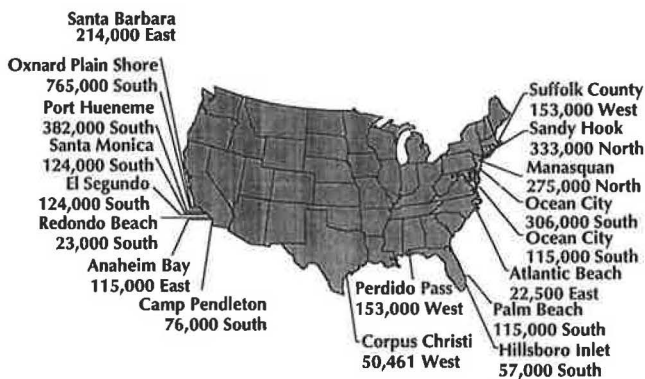 Santa Barbara
214,000 East
Oxnard Plain Shore
765,000 South
Port Hueneme
382,000 South
Santa Monica
124,000 South
El Segundo
124,000 South
Redondo Beach
23,000 South
Anaheim Bay
115,000 East
Camp Pendleton
76,000 South
Corpus Christi
50,461 West
Perdido Pass
153,000 West
Suffolk County
153,000 West
Sandy Hook
333,000 North
Manasquan
275,000 North
Ocean City
306,000 South
Ocean City
115,000 South
Atlantic Beach
22,500 East
Palm Beach
115,000 South
Hillsboro Inlet
57,000 South